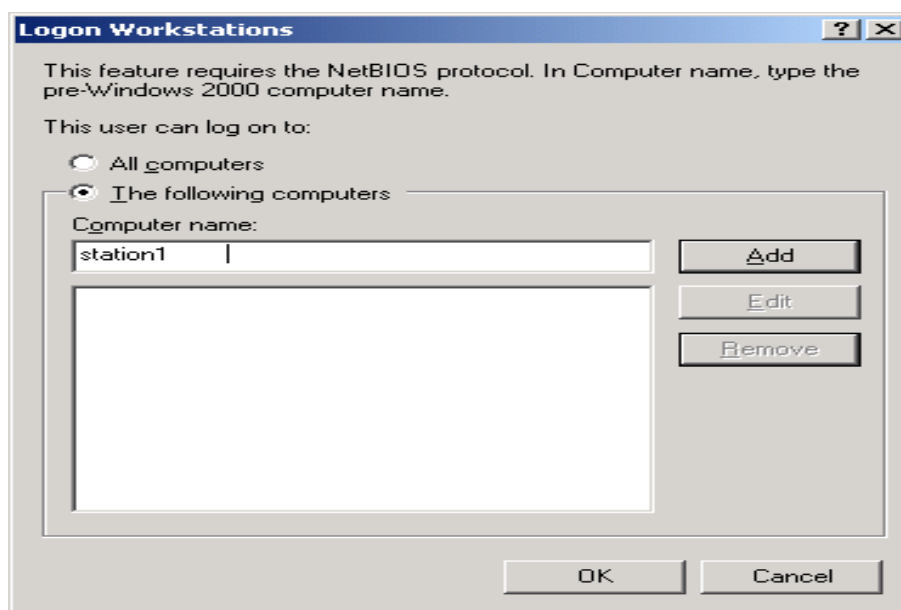 Logon Workstations
This feature requires the NetBIOS protocol. In Computer name, type the
pre-Windows 2000 computer name.
This user can log on to:
All computers
The following computers
Computer name:
station1
Add
Edit
Remove
OK
Cancel